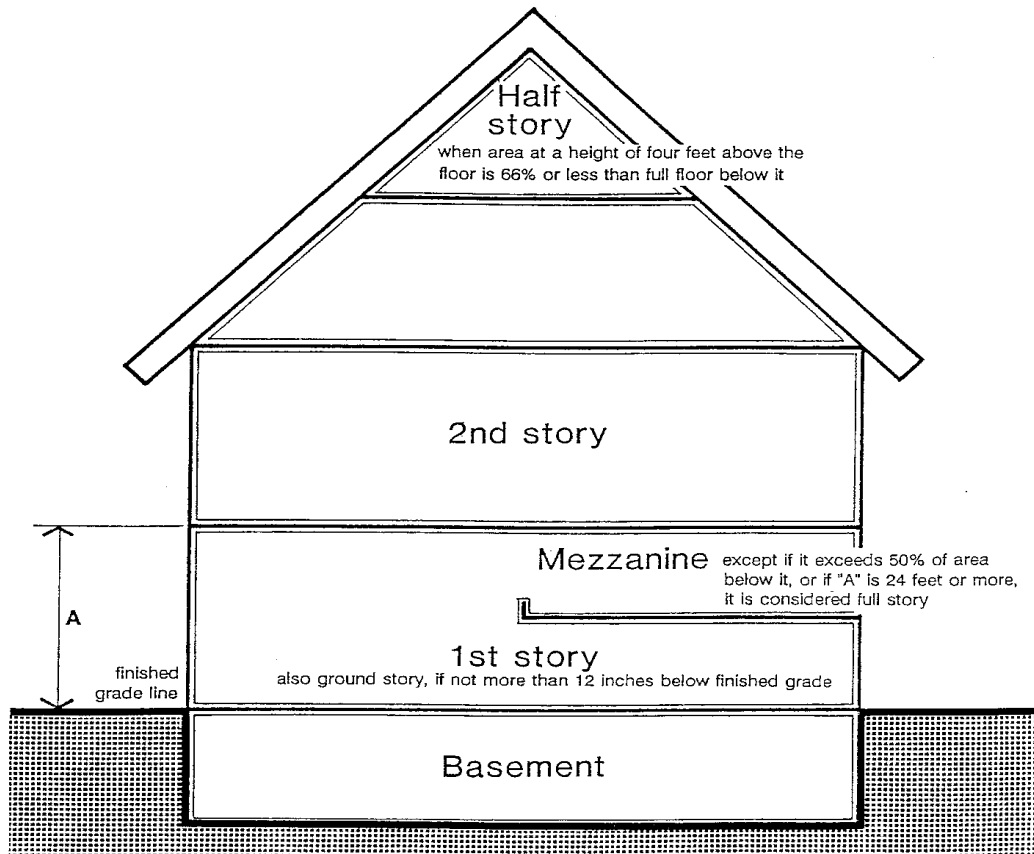 Half
story
when area at a height of four feet above the
floor is 66% or less than full floor below it
2nd story
Mezzanine
except if it exceeds 50% of area
below it, or if "A" is 24 feet or more,
it is considered full story
A
1st story
also ground story, if not more than 12 inches below finished grade
finished
grade line
Basement